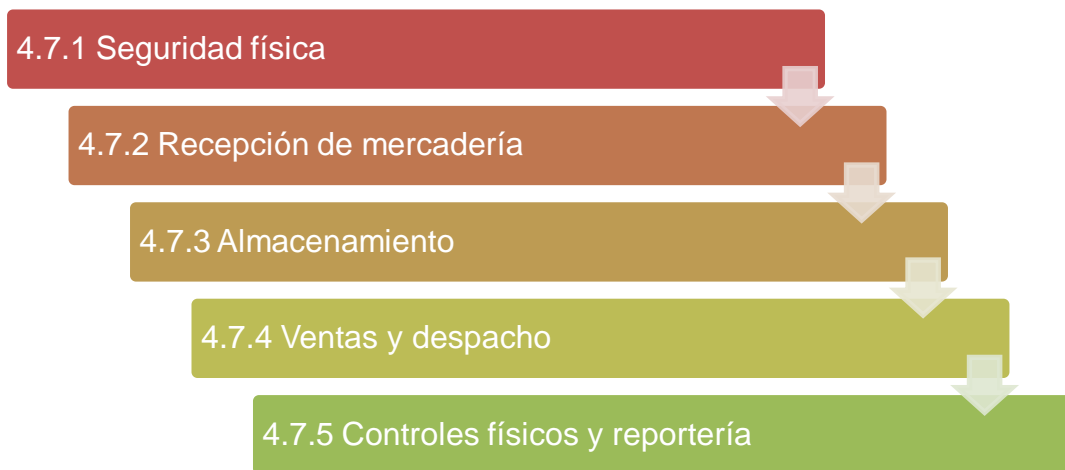 4.7.1 Seguridad física
4.7.2 Recepción de mercadería
4.7.3 Almacenamiento
4.7.4 Ventas y despacho
4.7.5 Controles físicos y reportería